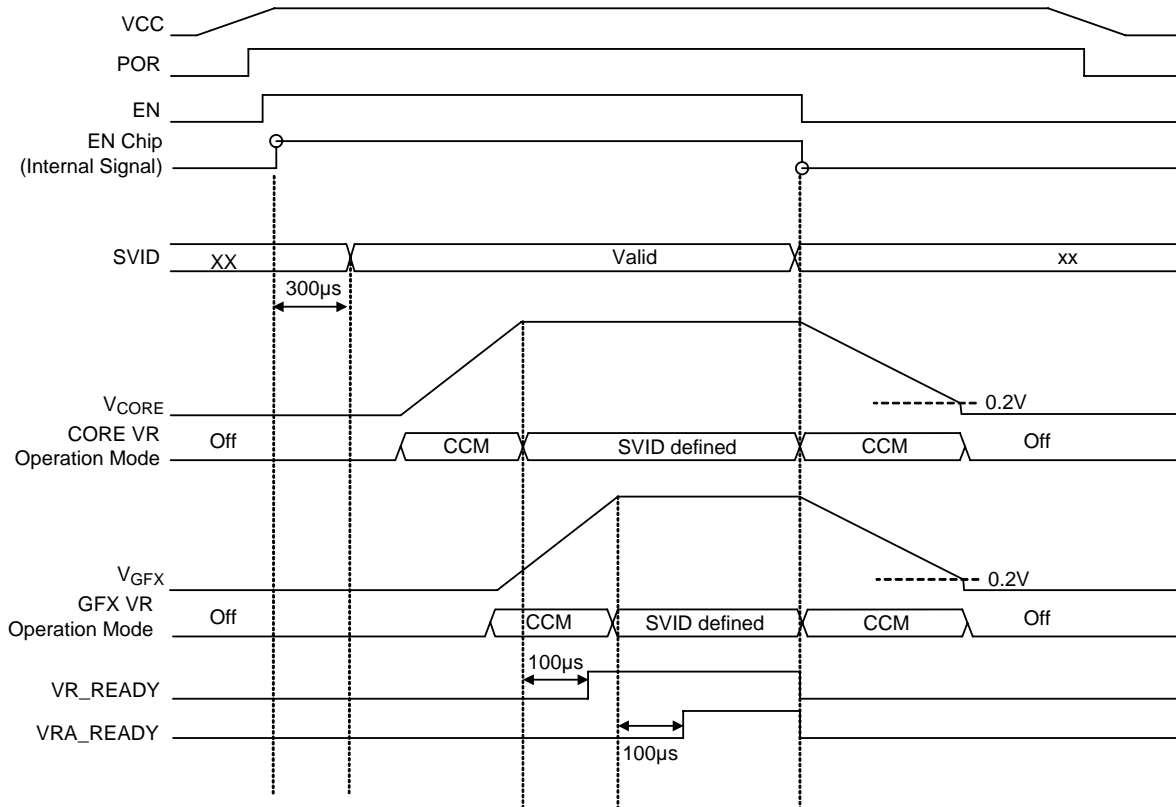 VCC
POR
EN
EN Chip
(Internal Signal)
SVID
XX
Valid
xx
300µs
VCORE
0.2V
CORE VR
Operation Mode
Off
CCM
SVID defined
CCM
Off
VGFX
0.2V
GFX VR
Operation Mode
Off
CCM
SVID defined
CCM
Off
100µs
VR_READY
VRA_READY
100µs